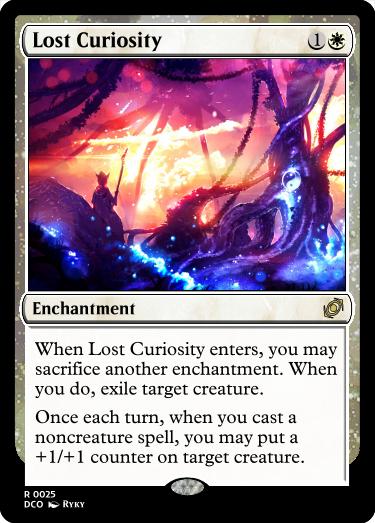 Lost Curiosity 1
Enchantment
When Lost Curiosity enters, you may
sacrifice another enchantment. When
you do, exile target creature.
Once each turn, when you cast a
noncreature spell, you may put a
+1/+1 counter on target creature.
R 0025
DCO Ryky